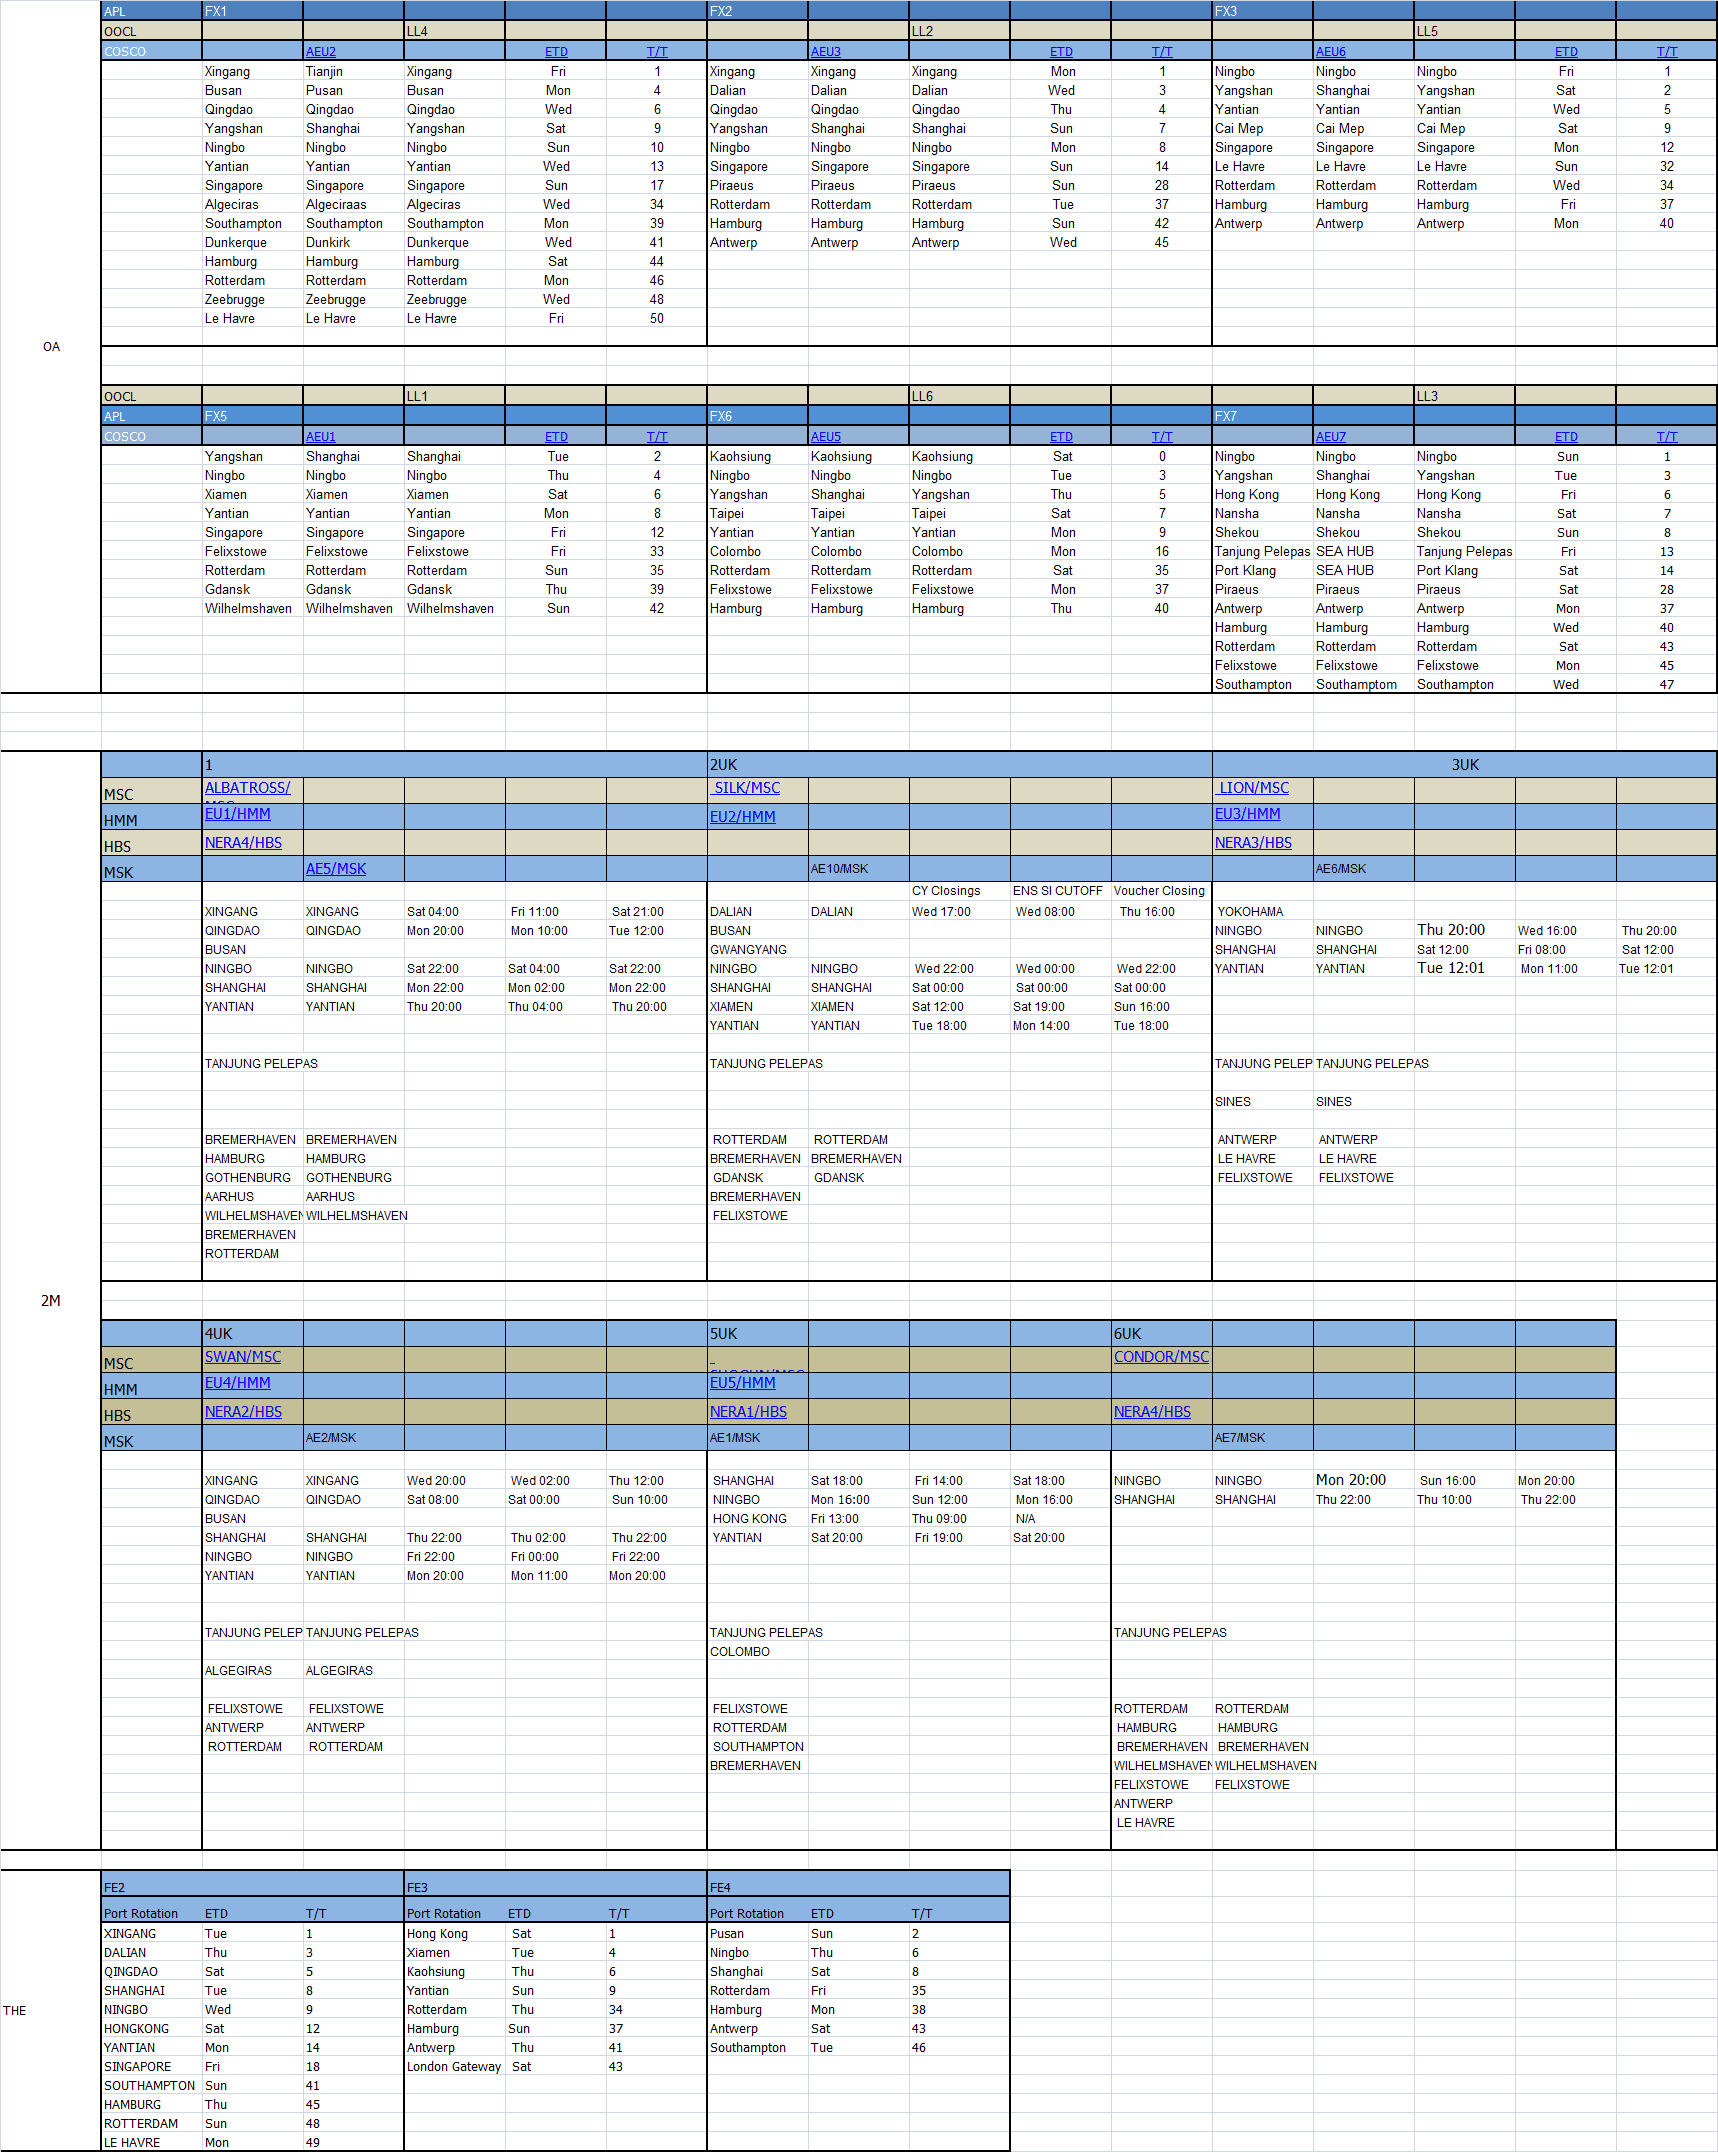 APL FX1 FX2 FX3
OOCL LL4 LL2 LL5
COSCO AEU2 ETD T/T AEU3 ETD T/T AEU6 ETD T/T
Xingang Tianjin Xingang Fri 1 Xingang Xingang Xingang Mon 1 Ningbo Ningbo Ningbo Fri 1
Busan Pusan Busan Mon 4 Dalian Dalian Dalian Wed 3 Yangshan Shanghai Yangshan Sat 2
Qingdao Qingdao Qingdao Wed 6 Qingdao Qingdao Qingdao Thu 4 Yantian Yantian Yantian Wed 5
Yangshan Shanghai Yangshan Sat 9 Yangshan Shanghai Shanghai Sun 7 Cai Mep Cai Mep Cai Mep Sat 9
Ningbo Ningbo Ningbo Sun 10 Ningbo Ningbo Ningbo Mon 8 Singapore Singapore Singapore Mon 12
Yantian Yantian Yantian Wed 13 Singapore Singapore Singapore Sun 14 Le Havre Le Havre Le Havre Sun 32
Singapore Singapore Singapore Sun 17 Piraeus Piraeus Piraeus Sun 28 Rotterdam Rotterdam Rotterdam Wed 34
Algeciras Algeciraas Algeciras Wed 34 Rotterdam Rotterdam Rotterdam Tue 37 Hamburg Hamburg Hamburg Fri 37
Southampton Southampton Southampton Mon 39 Hamburg Hamburg Hamburg Sun 42 Antwerp Antwerp Antwerp Mon 40
Dunkerque Dunkirk Dunkerque Wed 41 Antwerp Antwerp Antwerp Wed 45
Hamburg Hamburg Hamburg Sat 44
Rotterdam Rotterdam Rotterdam Mon 46
Zeebrugge Zeebrugge Zeebrugge Wed 48
Le Havre Le Havre Le Havre Fri 50
OA
OOCL LL1 LL6 LL3
APL FX5 FX6 FX7
COSCO AEU1 ETD T/T AEU5 ETD T/T AEU7 ETD T/T
Yangshan Shanghai Shanghai Tue 2 Kaohsiung Kaohsiung Kaohsiung Sat 0 Ningbo Ningbo Ningbo Sun 1
Ningbo Ningbo Ningbo Thu 4 Ningbo Ningbo Ningbo Tue 3 Yangshan Shanghai Yangshan Tue 3
Xiamen Xiamen Xiamen Sat 6 Yangshan Shanghai Yangshan Thu 5 Hong Kong Hong Kong Hong Kong Fri 6
Yantian Yantian Yantian Mon 8 Taipei Taipei Taipei Sat 7 Nansha Nansha Nansha Sat 7
Singapore Singapore Singapore Fri 12 Yantian Yantian Yantian Mon 9 Shekou Shekou Shekou Sun 8
Felixstowe Felixstowe Felixstowe Fri 33 Colombo Colombo Colombo Mon 16 Tanjung Pelepas SEA HUB Tanjung Pelepas Fri 13
Rotterdam Rotterdam Rotterdam Sun 35 Rotterdam Rotterdam Rotterdam Sat 35 Port Klang SEA HUB Port Klang Sat 14
Gdansk Gdansk Gdansk Thu 39 Felixstowe Felixstowe Felixstowe Mon 37 Piraeus Piraeus Piraeus Sat 28
Wilhelmshaven Wilhelmshaven Wilhelmshaven Sun 42 Hamburg Hamburg Hamburg Thu 40 Antwerp Antwerp Antwerp Mon 37
Hamburg Hamburg Hamburg Wed 40
Rotterdam Rotterdam Rotterdam Sat 43
Felixstowe Felixstowe Felixstowe Mon 45
Southampton Southamptom Southampton Wed 47
1 2UK 3UK
MSC ALBATROSS/ SILK/MSC LION/MSC
HMM EU1/HMM EU2/HMM EU3/HMM
HBS NERA4/HBS NERA3/HBS
MSK AE5/MSK AE10/MSK AE6/MSK
CY Closings ENS SI CUTOFF Voucher Closing
XINGANG XINGANG Sat 04:00 Fri 11:00 Sat 21:00 DALIAN DALIAN Wed 17:00 Wed 08:00 Thu 16:00 YOKOHAMA
QINGDAO QINGDAO Mon 20:00 Mon 10:00 Tue 12:00 BUSAN NINGBO NINGBO Thu 20:00 Wed 16:00 Thu 20:00
BUSAN GWANGYANG SHANGHAI SHANGHAI Sat 12:00 Fri 08:00 Sat 12:00
NINGBO NINGBO Sat 22:00 Sat 04:00 Sat 22:00 NINGBO NINGBO Wed 22:00 Wed 00:00 Wed 22:00 YANTIAN YANTIAN Tue 12:01 Mon 11:00 Tue 12:01
SHANGHAI SHANGHAI Mon 22:00 Mon 02:00 Mon 22:00 SHANGHAI SHANGHAI Sat 00:00 Sat 00:00 Sat 00:00
YANTIAN YANTIAN Thu 20:00 Thu 04:00 Thu 20:00 XIAMEN XIAMEN Sat 12:00 Sat 19:00 Sun 16:00
YANTIAN YANTIAN Tue 18:00 Mon 14:00 Tue 18:00
TANJUNG PELEPAS TANJUNG PELEPAS TANJUNG PELEP TANJUNG PELEPAS
SINES SINES
BREMERHAVEN BREMERHAVEN ROTTERDAM ROTTERDAM ANTWERP ANTWERP
HAMBURG HAMBURG BREMERHAVEN BREMERHAVEN LE HAVRE LE HAVRE
GOTHENBURG GOTHENBURG GDANSK GDANSK FELIXSTOWE FELIXSTOWE
AARHUS AARHUS BREMERHAVEN
WILHELMSHAVEN WILHELMSHAVEN FELIXSTOWE
BREMERHAVEN
ROTTERDAM
2M
4UK 5UK 6UK
MSC SWAN/MSC CONDOR/MSC
HMM EU4/HMM EU5/HMM
HBS NERA2/HBS NERA1/HBS NERA4/HBS
MSK AE2/MSK AE1/MSK AE7/MSK
XINGANG XINGANG Wed 20:00 Wed 02:00 Thu 12:00 SHANGHAI Sat 18:00 Fri 14:00 Sat 18:00 NINGBO NINGBO Mon 20:00 Sun 16:00 Mon 20:00
QINGDAO QINGDAO Sat 08:00 Sat 00:00 Sun 10:00 NINGBO Mon 16:00 Sun 12:00 Mon 16:00 SHANGHAI SHANGHAI Thu 22:00 Thu 10:00 Thu 22:00
BUSAN HONG KONG Fri 13:00 Thu 09:00 N/A
SHANGHAI SHANGHAI Thu 22:00 Thu 02:00 Thu 22:00 YANTIAN Sat 20:00 Fri 19:00 Sat 20:00
NINGBO NINGBO Fri 22:00 Fri 00:00 Fri 22:00
YANTIAN YANTIAN Mon 20:00 Mon 11:00 Mon 20:00
TANJUNG PELEP TANJUNG PELEPAS TANJUNG PELEPAS TANJUNG PELEPAS
COLOMBO
ALGEGIRAS ALGEGIRAS
FELIXSTOWE FELIXSTOWE FELIXSTOWE ROTTERDAM ROTTERDAM
ANTWERP ANTWERP ROTTERDAM HAMBURG HAMBURG
ROTTERDAM ROTTERDAM SOUTHAMPTON BREMERHAVEN BREMERHAVEN
BREMERHAVEN WILHELMSHAVEN WILHELMSHAVEN
FELIXSTOWE FELIXSTOWE
ANTWERP
LE HAVRE
FE2 FE3 FE4
Port Rotation ETD T/T Port Rotation ETD T/T Port Rotation ETD T/T
XINGANG Tue 1 Hong Kong Sat 1 Pusan Sun 2
DALIAN Thu 3 Xiamen Tue 4 Ningbo Thu 6
QINGDAO Sat 5 Kaohsiung Thu 6 Shanghai Sat 8
SHANGHAI Tue 8 Yantian Sun 9 Rotterdam Fri 35
THE NINGBO Wed 9 Rotterdam Thu 34 Hamburg Mon 38
HONGKONG Sat 12 Hamburg Sun 37 Antwerp Sat 43
YANTIAN Mon 14 Antwerp Thu 41 Southampton Tue 46
SINGAPORE Fri 18 London Gateway Sat 43
SOUTHAMPTON Sun 41
HAMBURG Thu 45
ROTTERDAM Sun 48
LE HAVRE Mon 49